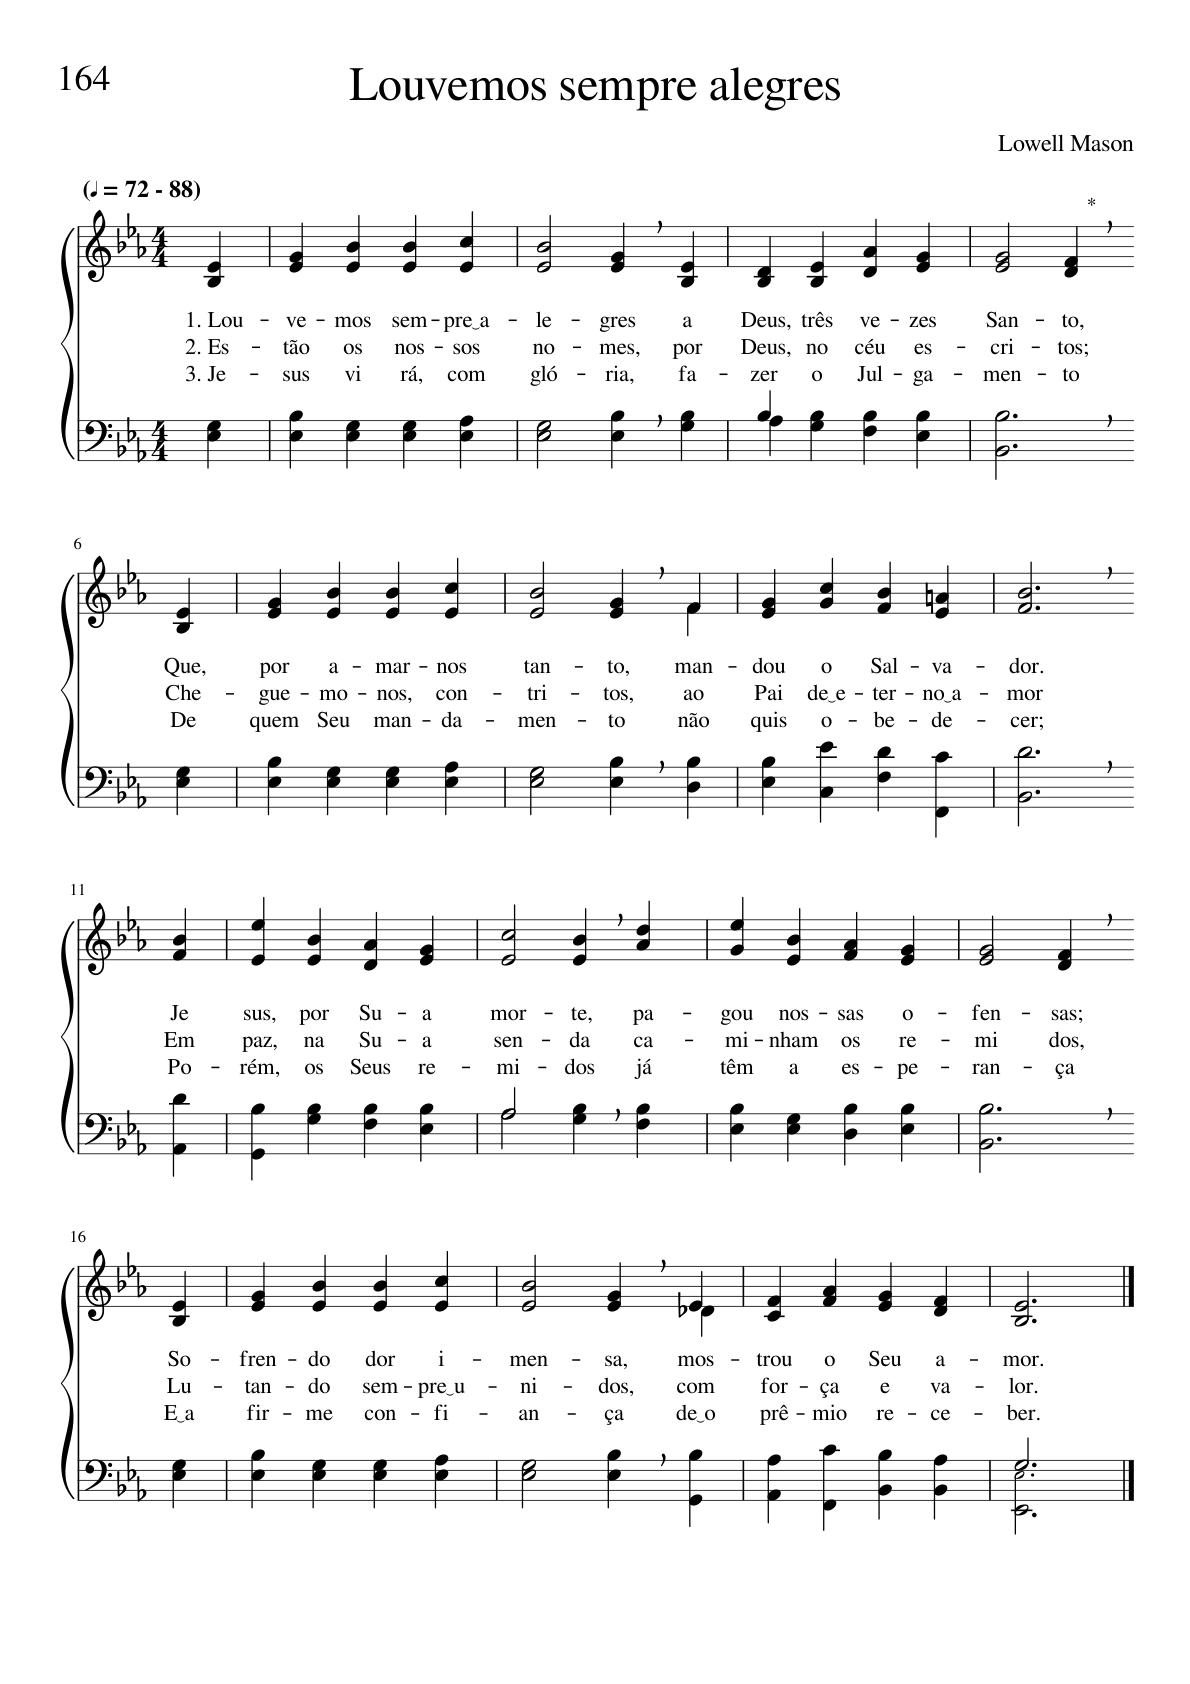 164
Louvemos sempre alegres
Lowell Mason
(♩ = 72 - 88)
*
1. Lou - ve - mos sem - pre‿a - le - gres a Deus, três ve - zes San - to,
2. Es - tão os nos - sos no - mes, por Deus, no céu es - cri - tos;
3. Je - sus vi rá, com gló - ria, fa - zer o Jul - ga - men - to
6
Que, por a - mar - nos tan - to, man - dou o Sal - va - dor.
Che - gue - mo - nos, con - tri - tos, ao Pai de‿e - ter - no‿a - mor
De quem Seu man - da - men - to não quis o - be - de - cer;
11
Je sus, por Su - a mor - te, pa - gou nos - sas o - fen - sas;
Em paz, na Su - a sen - da ca - mi - nham os re - mi dos,
Po - rém, os Seus re - mi - dos já têm a es - pe - ran - ça
16
So - fren - do dor i - men - sa, mos - trou o Seu a - mor.
Lu - tan - do sem - pre‿u - ni - dos, com for - ça e va - lor.
E‿a fir - me con - fi - an - ça de‿o prê - mio re - ce - ber.